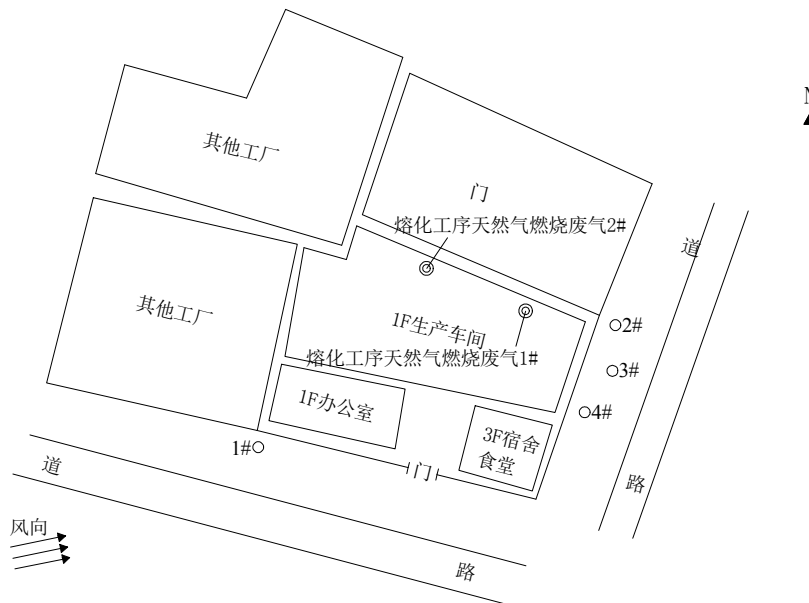 N
其他工厂
门
熔化工序天然气燃烧废气2#
道
其他工厂
1F生产车间
2#
熔化工序天然气燃烧废气1#
3#
1F办公室
4#
3F宿舍
食堂
1#
道
门
路
风向
路